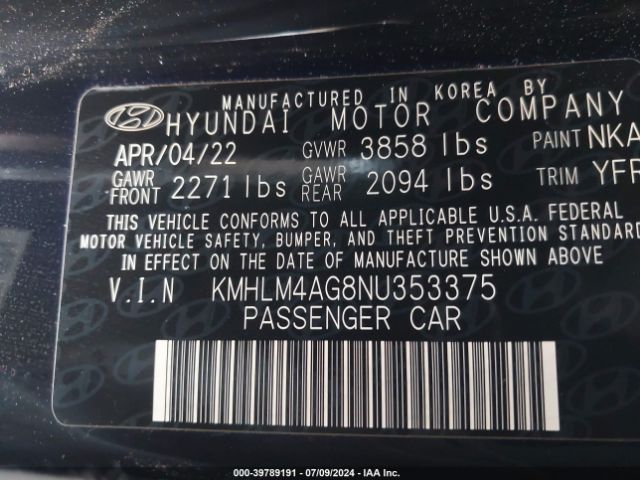 MANUFACTURED IN KOREA BY
HYUNDAI MOTOR COMPANY
APR/04/22 GVWR 3858 lbs PAINT NKA
GAWR FRONT 2271 lbs GAWR REAR 2094 lbs TRIM YFR
THIS VEHICLE CONFORMS TO ALL APPLICABLE U.S.A. FEDERAL
MOTOR VEHICLE SAFETY, BUMPER, AND THEFT PREVENTION STANDARD
IN EFFECT ON THE DATE OF MANUFACTURE SHOWN ABOVE
V.I.N KMHLM4AG8NU353375
PASSENGER CAR
000-39789191 - 07/09/2024 - IAA Inc.